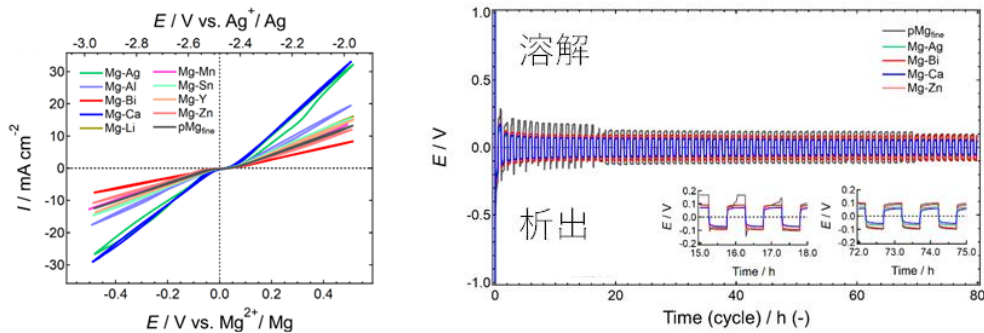 E / V vs. Ag⁺/Ag
-3.0 -2.8 -2.6 -2.4 -2.2 -2.0
I / mA cm⁻²
30
20
10
0
-10
-20
-30
Mg-Ag
Mg-Al
Mg-Bi
Mg-Ca
Mg-Li
Mg-Mn
Mg-Sn
Mg-Y
Mg-Zn
pMgfine
-0.4 -0.2 0.0 0.2 0.4
E / V vs. Mg²⁺/Mg
E / V
1.0
0.5
0.0
-0.5
-1.0
溶解
析出
pMgfine
Mg-Ag
Mg-Bi
Mg-Ca
Mg-Zn
E / V
0.2
0.1
0.0
-0.1
-0.2
15.0 16.0 17.0 18.0
Time / h
E / V
0.2
0.1
0.0
-0.1
-0.2
72.0 73.0 74.0 75.0
Time / h
0 20 40 60 80
Time (cycle) / h (-)